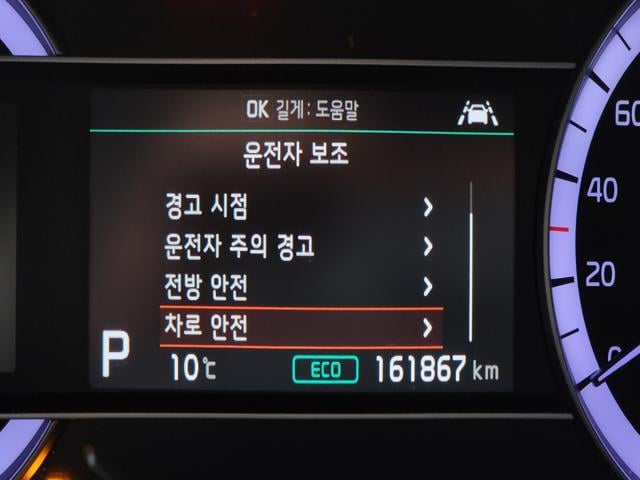 OK 길게 : 도움말
운전자 보조
경고 시점
운전자 주의 경고
전방 안전
차로 안전
P
10℃
ECO
161867 km
60
40
20
0